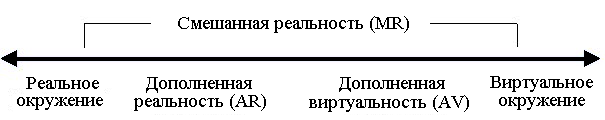 Смешанная реальность (MR)
Реальное окружение
Дополненная реальность (AR)
Дополненная виртуальность (AV)
Виртуальное окружение